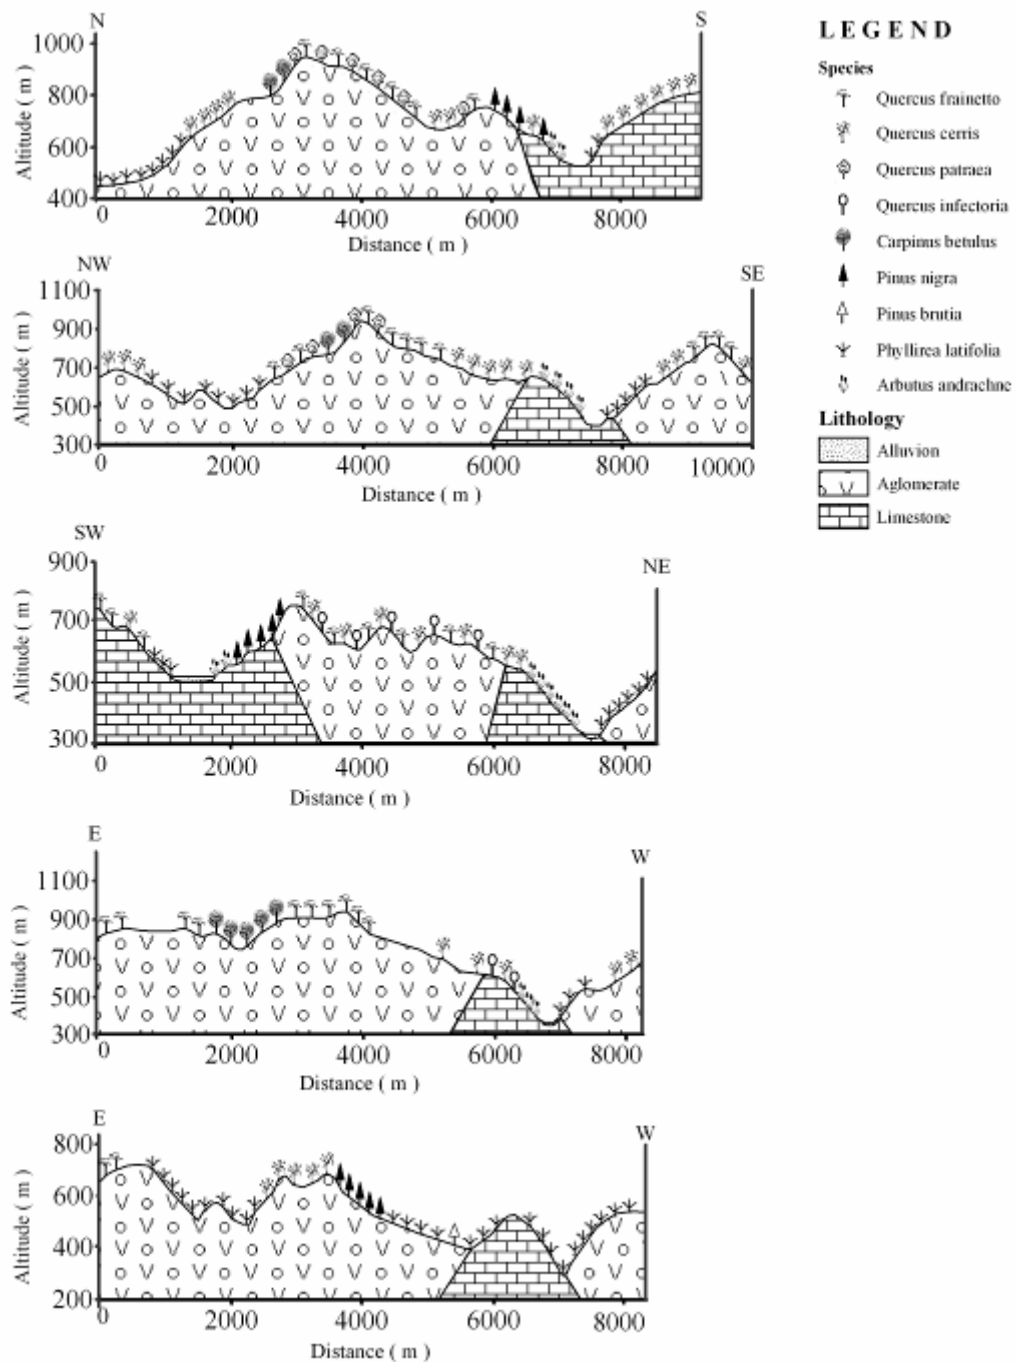 N
S
1000
800
600
400
Altitude ( m )
0
2000
4000
6000
8000
Distance ( m )
NW
SE
1100
900
700
500
300
Altitude ( m )
0
2000
4000
6000
8000
10000
Distance ( m )
SW
NE
900
700
500
300
Altitude ( m )
0
2000
4000
6000
8000
Distance ( m )
E
W
1100
900
700
500
300
Altitude ( m )
0
2000
4000
6000
8000
Distance ( m )
E
W
800
600
400
200
Altitude ( m )
0
2000
4000
6000
8000
Distance ( m )
LEGEND
Species
Quercus frainetto
Quercus cerris
Quercus patraea
Quercus infectoria
Carpinus betulus
Pinus nigra
Pinus brutia
Phyllirea latifolia
Arbutus andrachne
Lithology
Alluvion
Aglomerate
Limestone